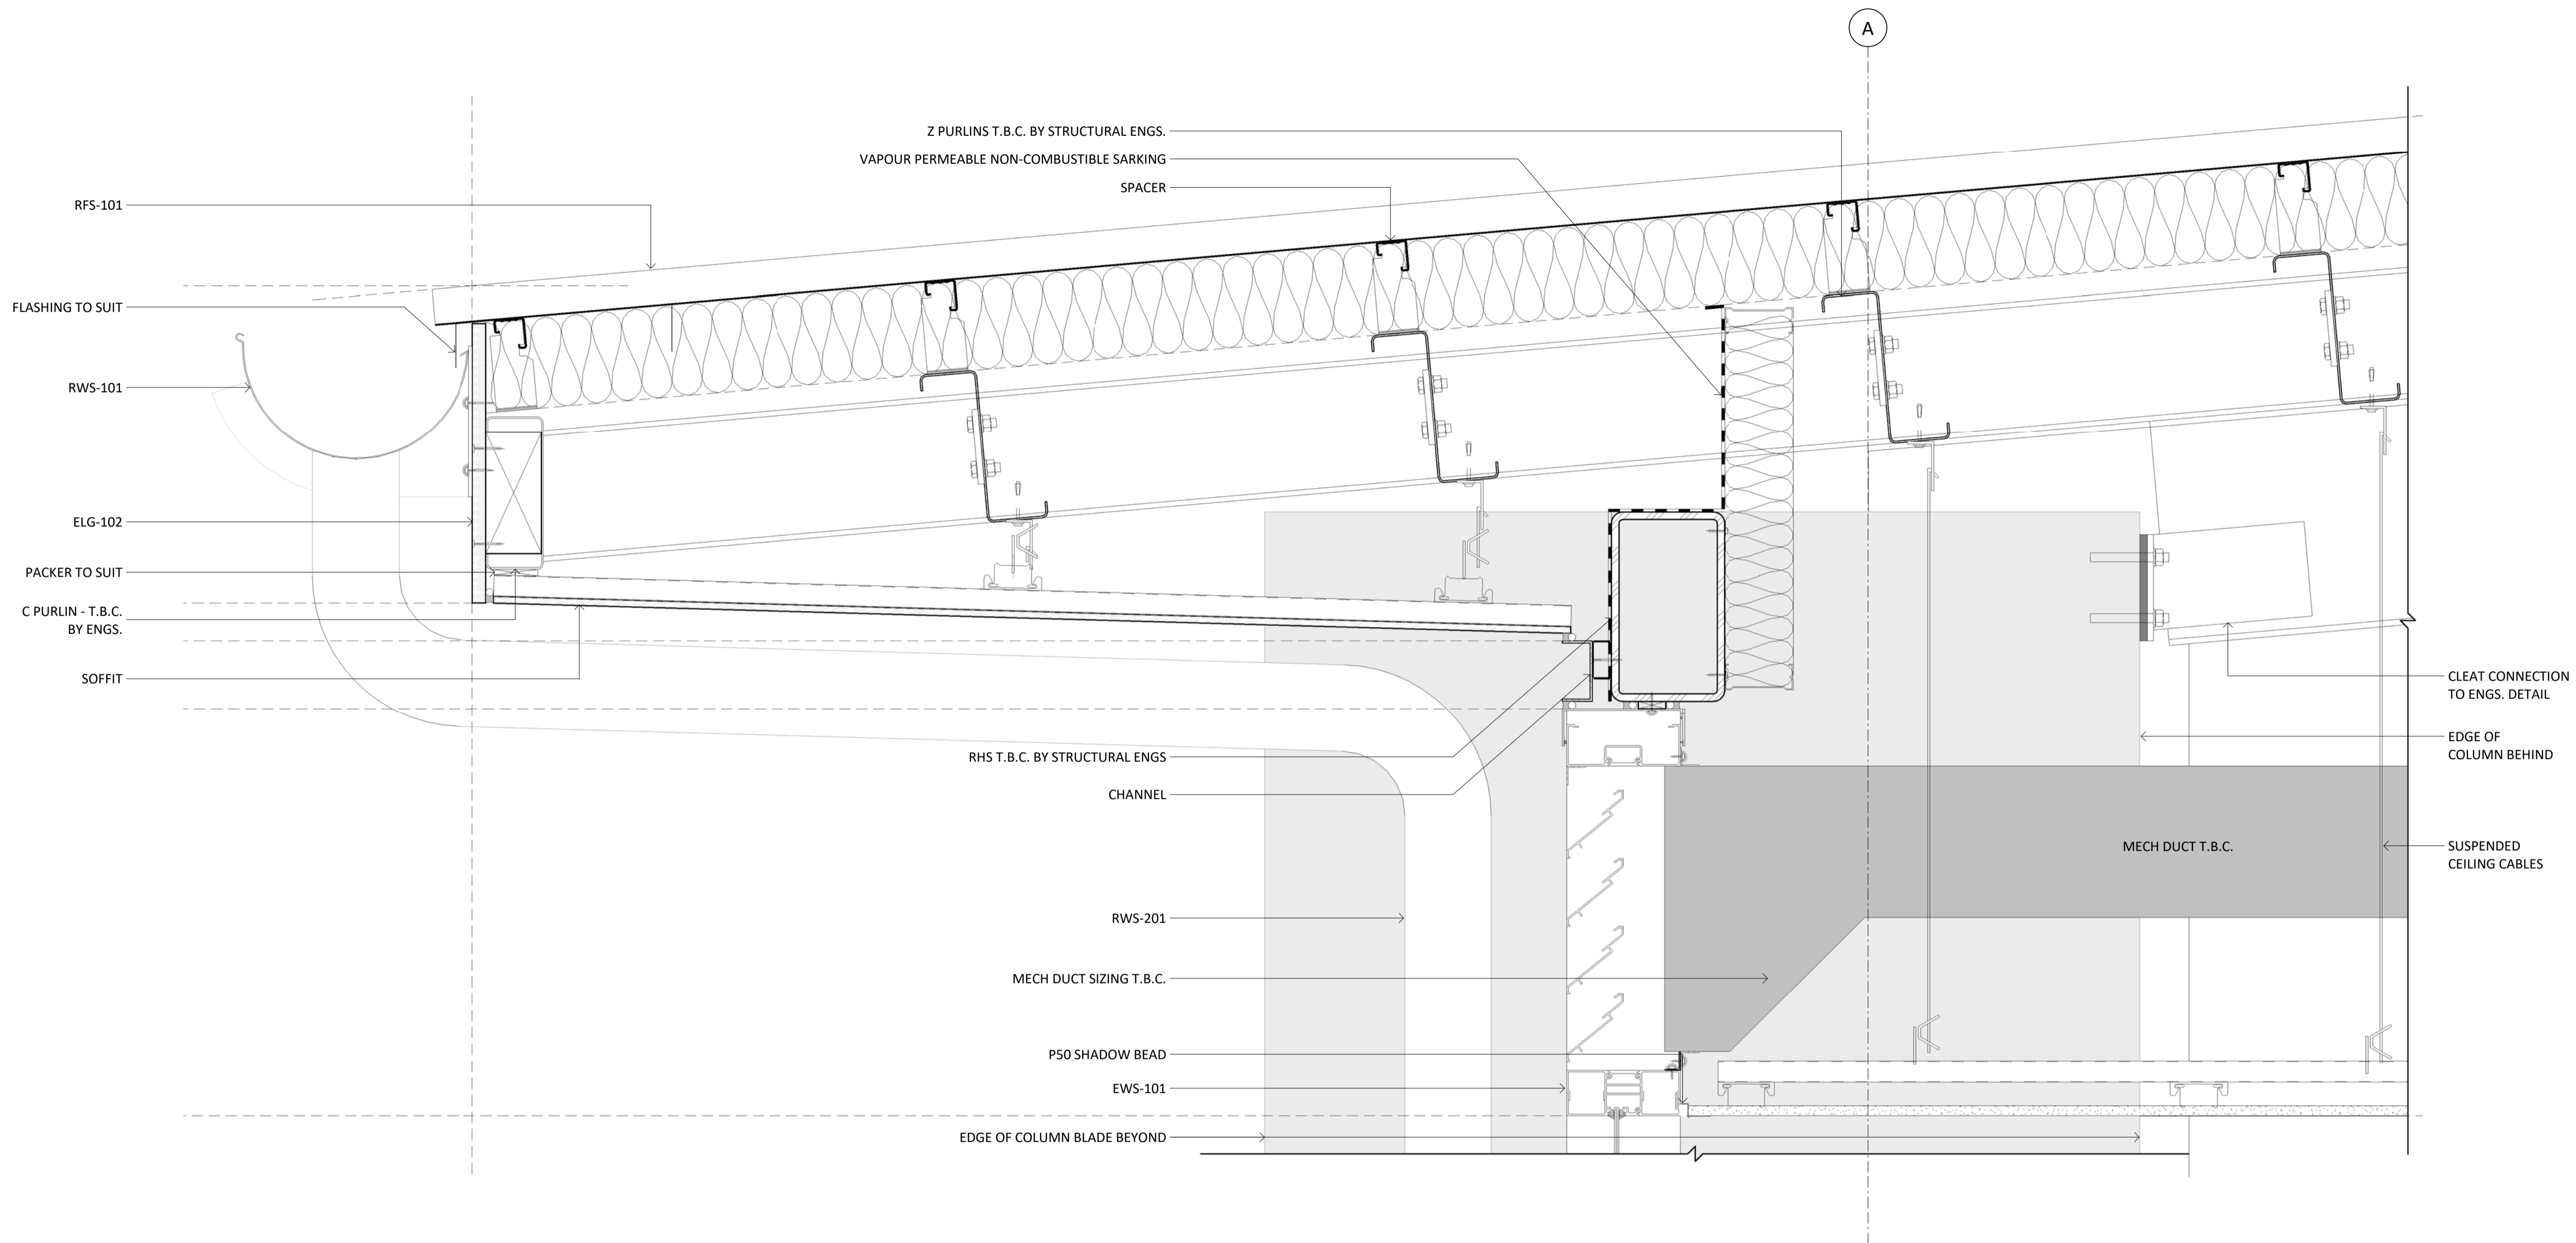 A
Z PURLINS T.B.C. BY STRUCTURAL ENGS.
VAPOUR PERMEABLE NON-COMBUSTIBLE SARKING
SPACER
RFS-101
FLASHING TO SUIT
RWS-101
ELG-102
PACKER TO SUIT
C PURLIN - T.B.C.
BY ENGS.
SOFFIT
RHS T.B.C. BY STRUCTURAL ENGS
CHANNEL
RWS-201
MECH DUCT SIZING T.B.C.
P50 SHADOW BEAD
EWS-101
EDGE OF COLUMN BLADE BEYOND
MECH DUCT T.B.C.
CLEAT CONNECTION
TO ENGS. DETAIL
EDGE OF
COLUMN BEHIND
SUSPENDED
CEILING CABLES